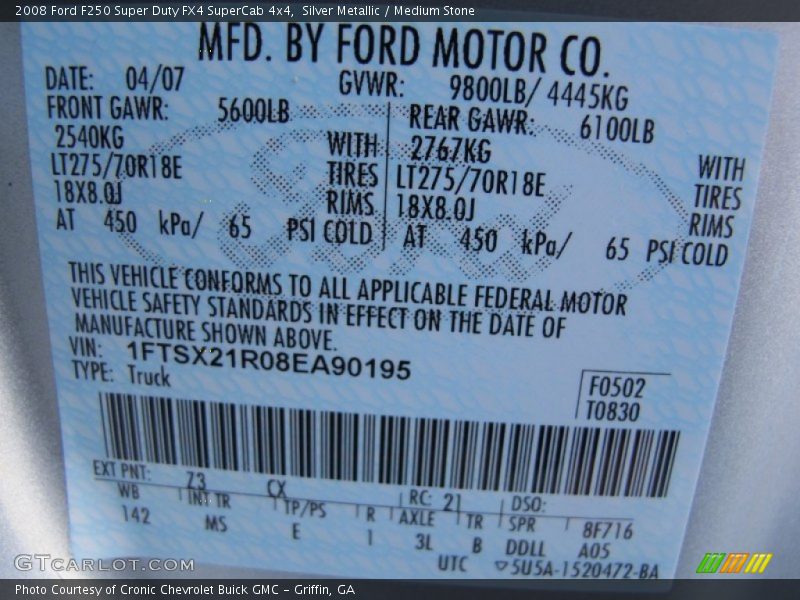 2008 Ford F250 Super Duty FX4 SuperCab 4x4, Silver Metallic / Medium Stone
MFD. BY FORD MOTOR CO.
DATE: 04/07 GVWR: 9800LB/ 4445KG
FRONT GAWR: 5600LB REAR GAWR: 6100LB
2540KG WITH 2767KG WITH
LT275/70R18E TIRES LT275/70R18E TIRES
18X8.0J RIMS 18X8.0J RIMS
AT 450 kPa/ 65 PSI COLD AT 450 kPa/ 65 PSI COLD
THIS VEHICLE CONFORMS TO ALL APPLICABLE FEDERAL MOTOR
VEHICLE SAFETY STANDARDS IN EFFECT ON THE DATE OF
MANUFACTURE SHOWN ABOVE.
VIN: 1FTSX21R08EA90195
TYPE: Truck
F0502
T0830
EXT PNT: Z3 CX RC: 21 DSO:
WB INT TR TP/PS R AXLE TR SPR 8F716
142 MS E 1 3L B DDLL A05
UTC ▽5U5A-1520472-BA
GTCARLOT.COM
Photo Courtesy of Cronic Chevrolet Buick GMC - Griffin, GA